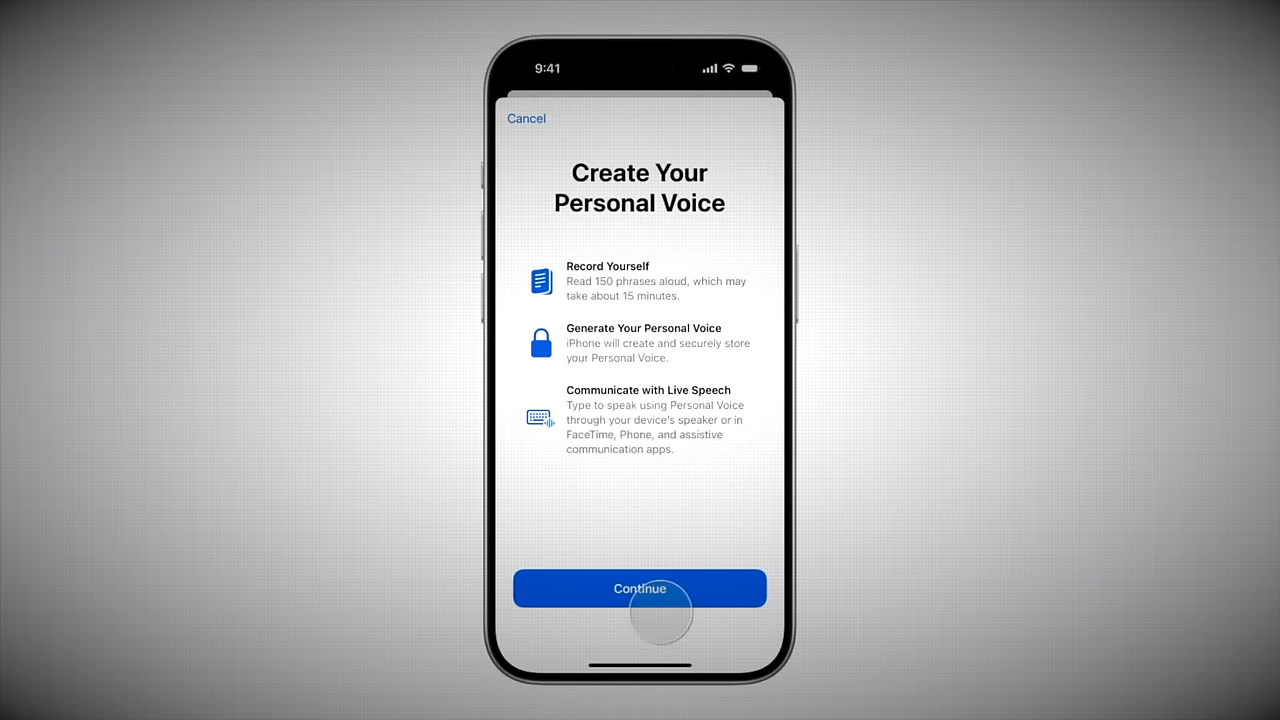 9:41
Cancel
Create Your
Personal Voice
Record Yourself
Read 150 phrases aloud, which may
take about 15 minutes.
Generate Your Personal Voice
iPhone will create and securely store
your Personal Voice.
Communicate with Live Speech
Type to speak using Personal Voice
through your device's speaker or in
FaceTime, Phone, and assistive
communication apps.
Continue